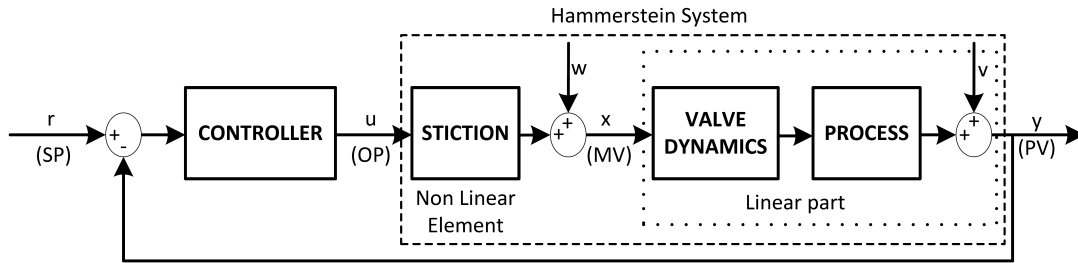 Hammerstein System
w
v
r
(SP)
+
-
CONTROLLER
u
(OP)
STICTION
+
+
x
(MV)
VALVE
DYNAMICS
PROCESS
+
+
y
(PV)
Non Linear
Element
Linear part